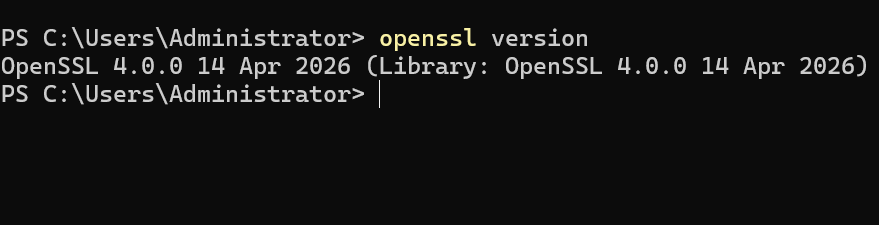 PS C:\Users\Administrator> openssl version
OpenSSL 4.0.0 14 Apr 2026 (Library: OpenSSL 4.0.0 14 Apr 2026)
PS C:\Users\Administrator>